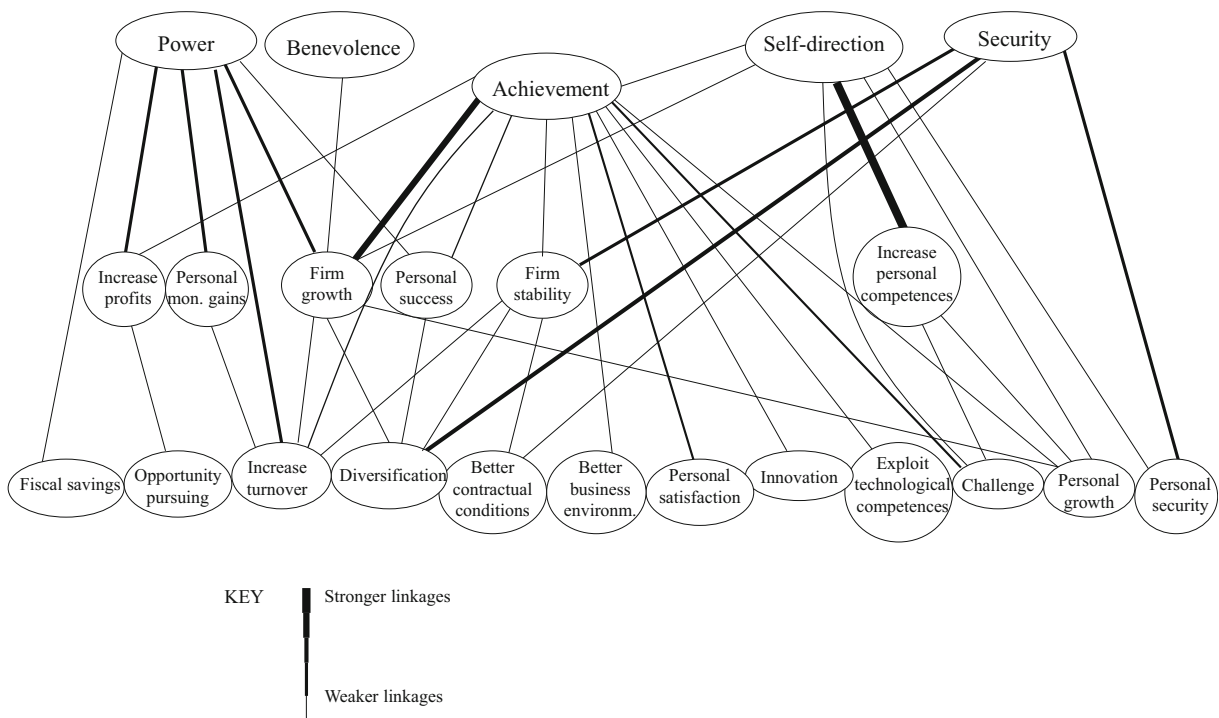 Power
Benevolence
Achievement
Self-direction
Security
Increase
profits
Personal
mon. gains
Firm
growth
Personal
success
Firm
stability
Increase
personal
competences
Fiscal savings
Opportunity
pursuing
Increase
turnover
Diversification
Better
contractual
conditions
Better
business
environm.
Personal
satisfaction
Innovation
Exploit
technological
competences
Challenge
Personal
growth
Personal
security
KEY
Stronger linkages
Weaker linkages